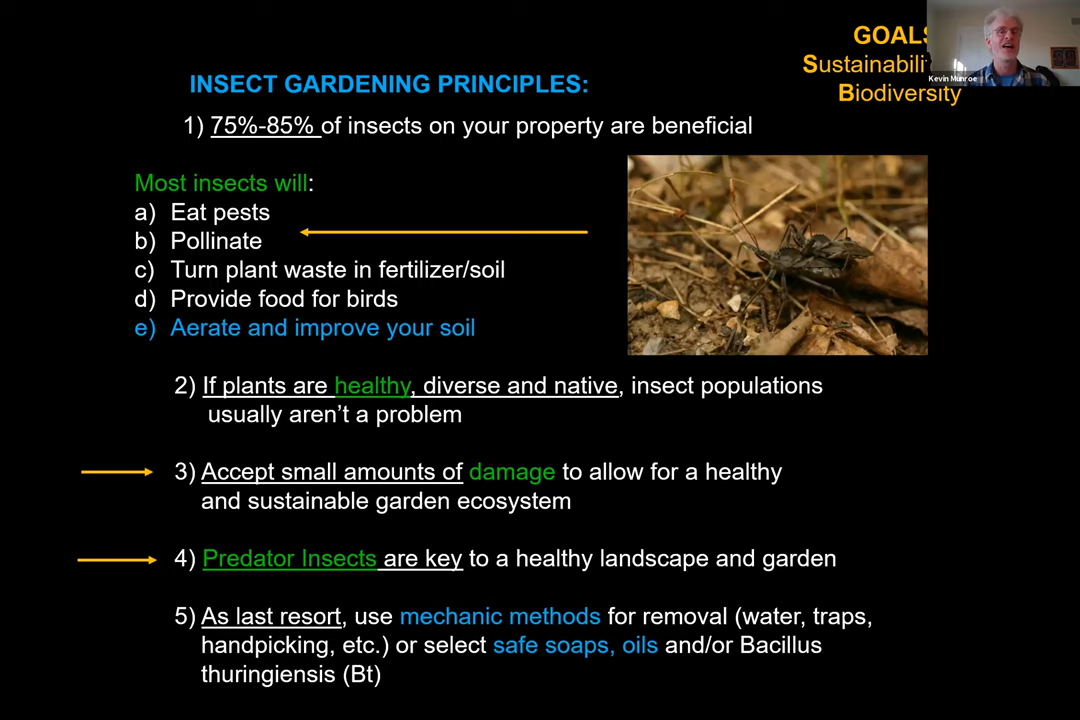 GOALS
Sustainabili
Kevin Munroe
Biodiversity
INSECT GARDENING PRINCIPLES:
1) 75%-85% of insects on your property are beneficial
Most insects will:
a) Eat pests
b) Pollinate
c) Turn plant waste in fertilizer/soil
d) Provide food for birds
e) Aerate and improve your soil
2) If plants are healthy, diverse and native, insect populations
usually aren't a problem
3) Accept small amounts of damage to allow for a healthy
and sustainable garden ecosystem
4) Predator Insects are key to a healthy landscape and garden
5) As last resort, use mechanic methods for removal (water, traps,
handpicking, etc.) or select safe soaps, oils and/or Bacillus
thuringiensis (Bt)